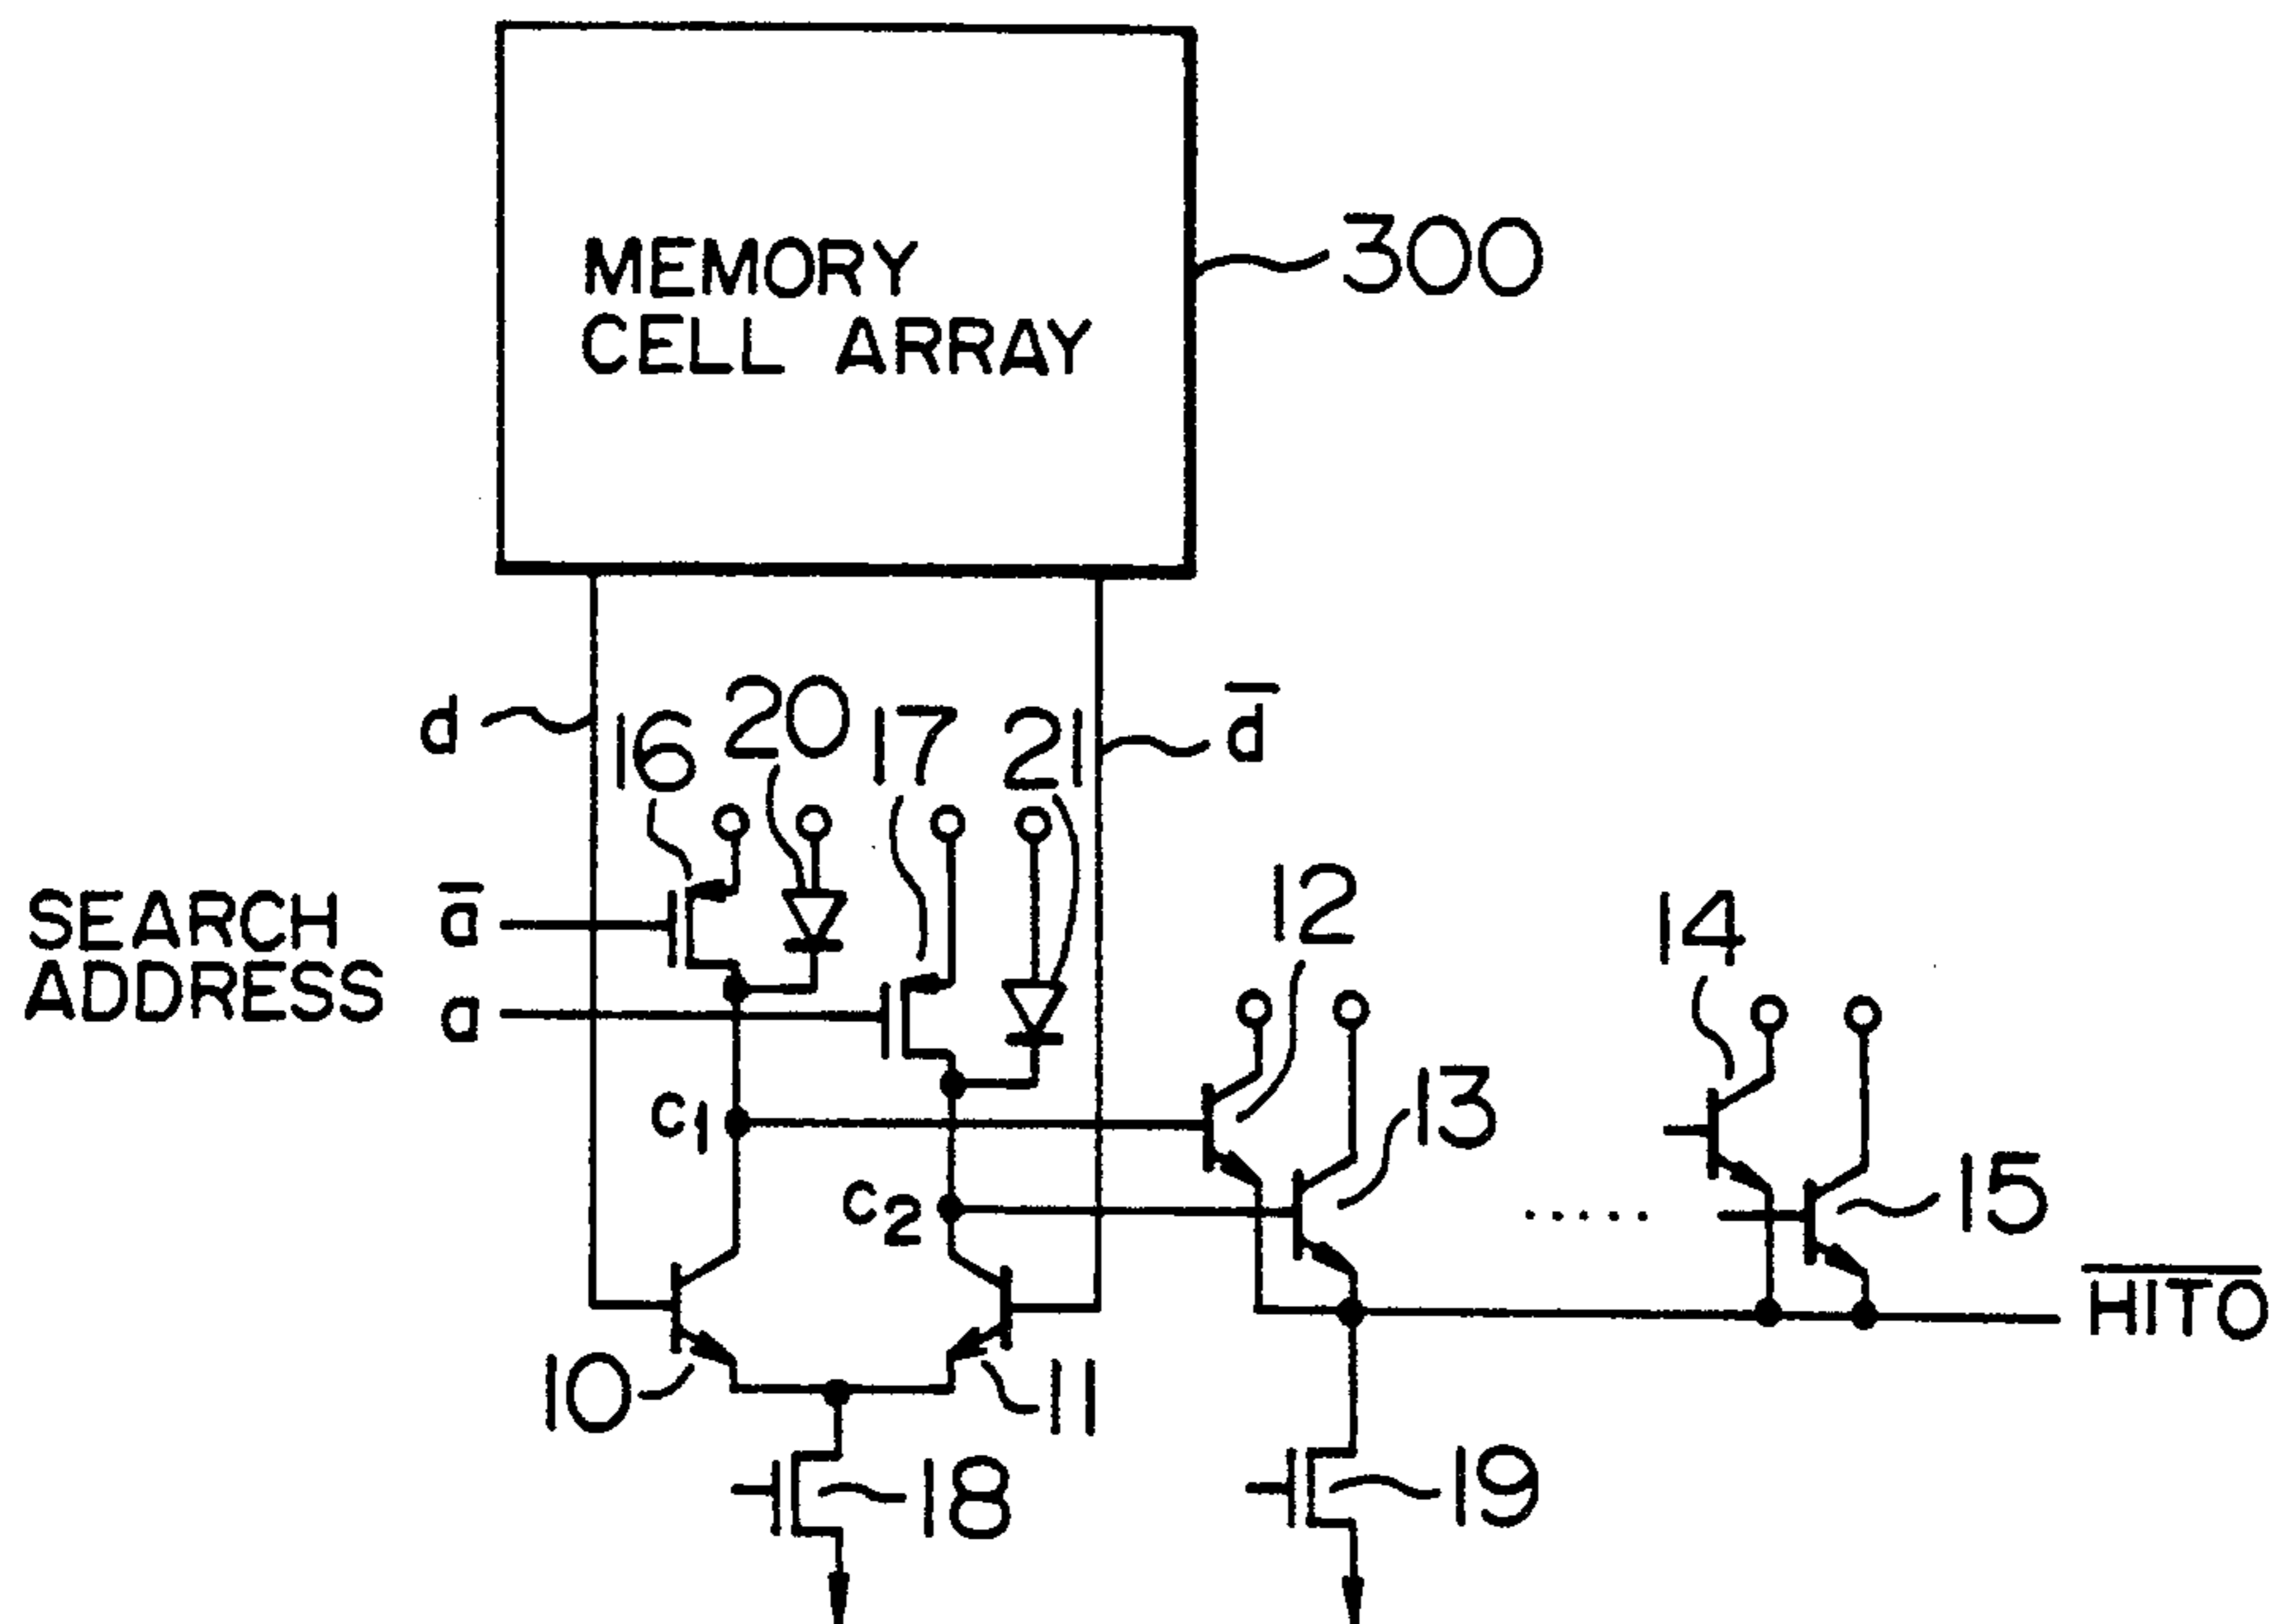 MEMORY
CELL ARRAY
300
d
16
20
17
21
d̅
SEARCH
ADDRESS
a̅
a
12
14
c1
13
c2
.....
15
H̅I̅T̅O̅
10
11
18
19